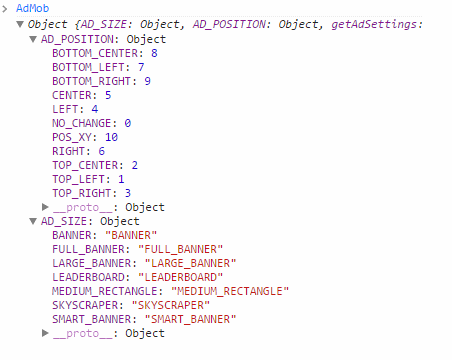 AdMob
Object {AD_SIZE: Object, AD_POSITION: Object, getAdSettings:
AD_POSITION: Object
BOTTOM_CENTER: 8
BOTTOM_LEFT: 7
BOTTOM_RIGHT: 9
CENTER: 5
LEFT: 4
NO_CHANGE: 0
POS_XY: 10
RIGHT: 6
TOP_CENTER: 2
TOP_LEFT: 1
TOP_RIGHT: 3
__proto__: Object
AD_SIZE: Object
BANNER: "BANNER"
FULL_BANNER: "FULL_BANNER"
LARGE_BANNER: "LARGE_BANNER"
LEADERBOARD: "LEADERBOARD"
MEDIUM_RECTANGLE: "MEDIUM_RECTANGLE"
SKYSCRAPER: "SKYSCRAPER"
SMART_BANNER: "SMART_BANNER"
__proto__: Object